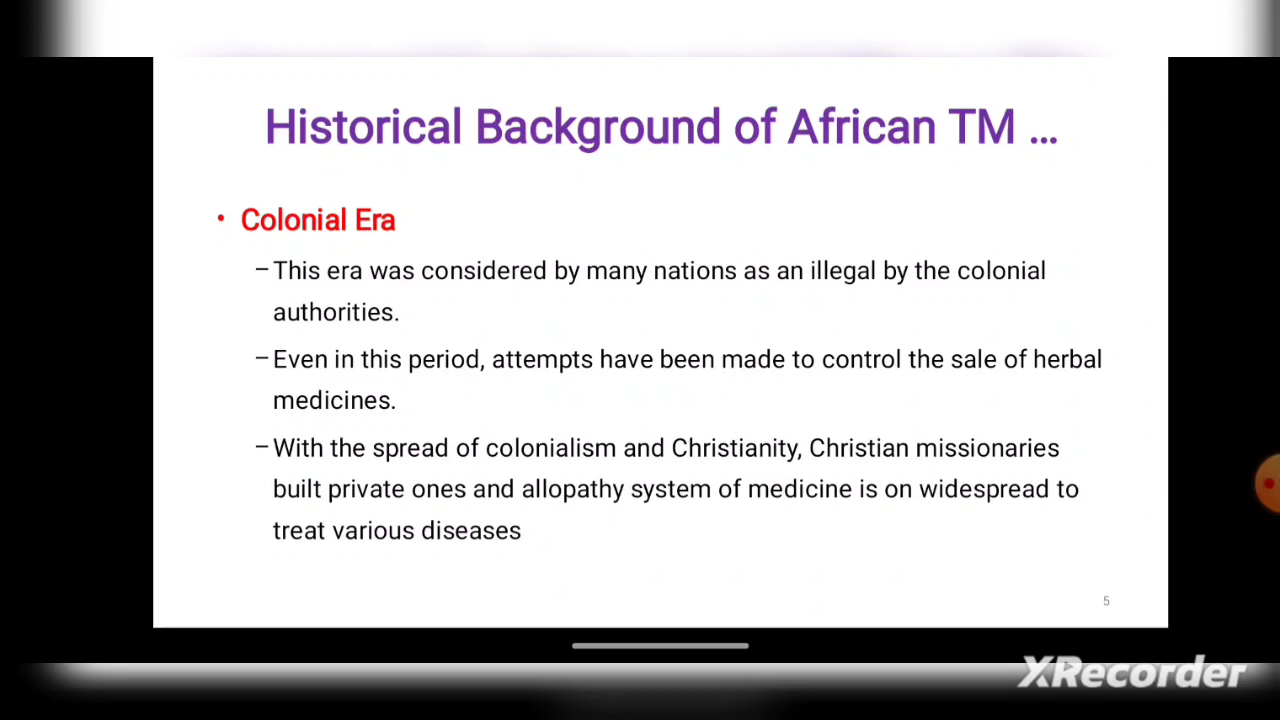 Historical Background of African TM ...
• Colonial Era
– This era was considered by many nations as an illegal by the colonial
authorities.
– Even in this period, attempts have been made to control the sale of herbal
medicines.
– With the spread of colonialism and Christianity, Christian missionaries
built private ones and allopathy system of medicine is on widespread to
treat various diseases
5
XRecorder